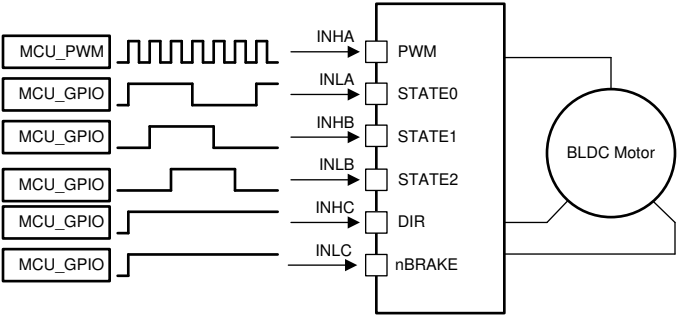 MCU_PWM INHA PWM
MCU_GPIO INLA STATE0
MCU_GPIO INHB STATE1
MCU_GPIO INLB STATE2
MCU_GPIO INHC DIR
MCU_GPIO INLC nBRAKE
BLDC Motor